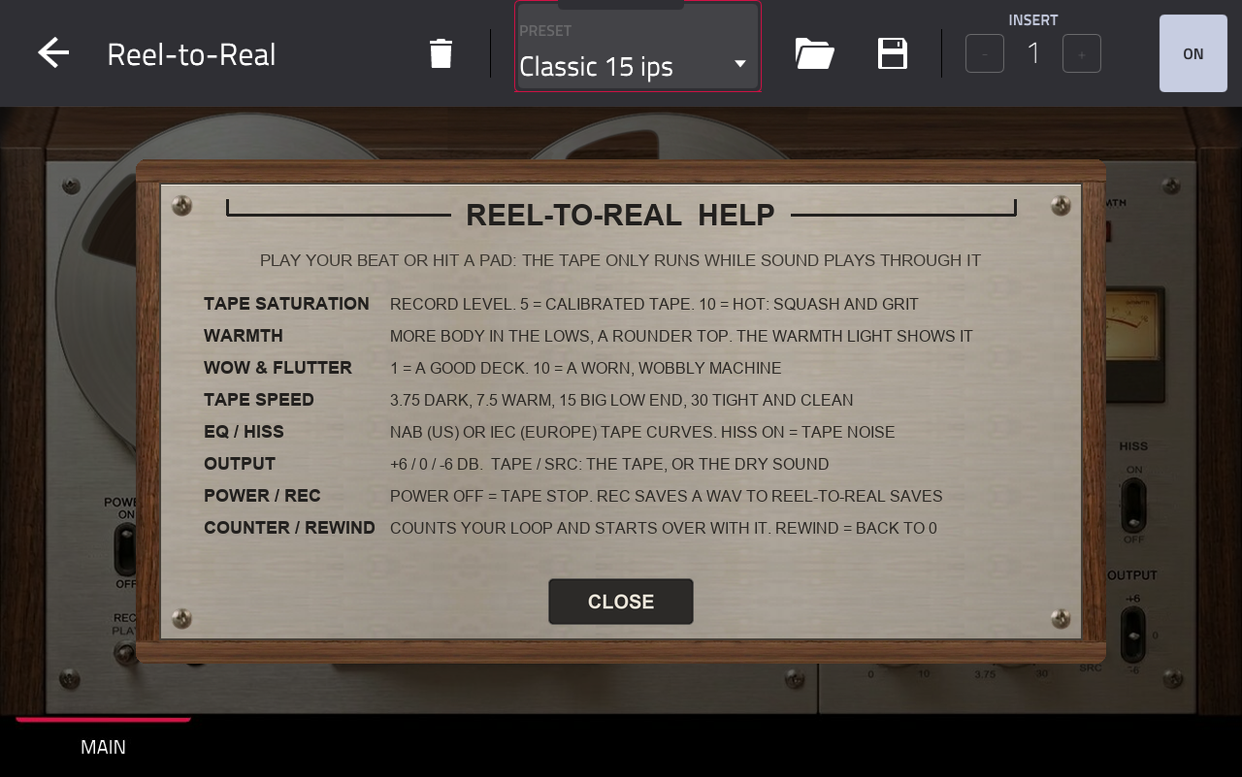 Reel-to-Real
PRESET
Classic 15 ips
INSERT
- 1 +
ON
REEL-TO-REAL HELP
PLAY YOUR BEAT OR HIT A PAD: THE TAPE ONLY RUNS WHILE SOUND PLAYS THROUGH IT
TAPE SATURATION RECORD LEVEL. 5 = CALIBRATED TAPE. 10 = HOT: SQUASH AND GRIT
WARMTH MORE BODY IN THE LOWS, A ROUNDER TOP. THE WARMTH LIGHT SHOWS IT
WOW & FLUTTER 1 = A GOOD DECK. 10 = A WORN, WOBBLY MACHINE
TAPE SPEED 3.75 DARK, 7.5 WARM, 15 BIG LOW END, 30 TIGHT AND CLEAN
EQ / HISS NAB (US) OR IEC (EUROPE) TAPE CURVES. HISS ON = TAPE NOISE
OUTPUT +6 / 0 / -6 DB. TAPE / SRC: THE TAPE, OR THE DRY SOUND
POWER / REC POWER OFF = TAPE STOP. REC SAVES A WAV TO REEL-TO-REAL SAVES
COUNTER / REWIND COUNTS YOUR LOOP AND STARTS OVER WITH IT. REWIND = BACK TO 0
CLOSE
ON
OFF
REC
HISS
ON
OFF
OUTPUT
+6
0
-6
SRC
0 10 3.75 30
MAIN